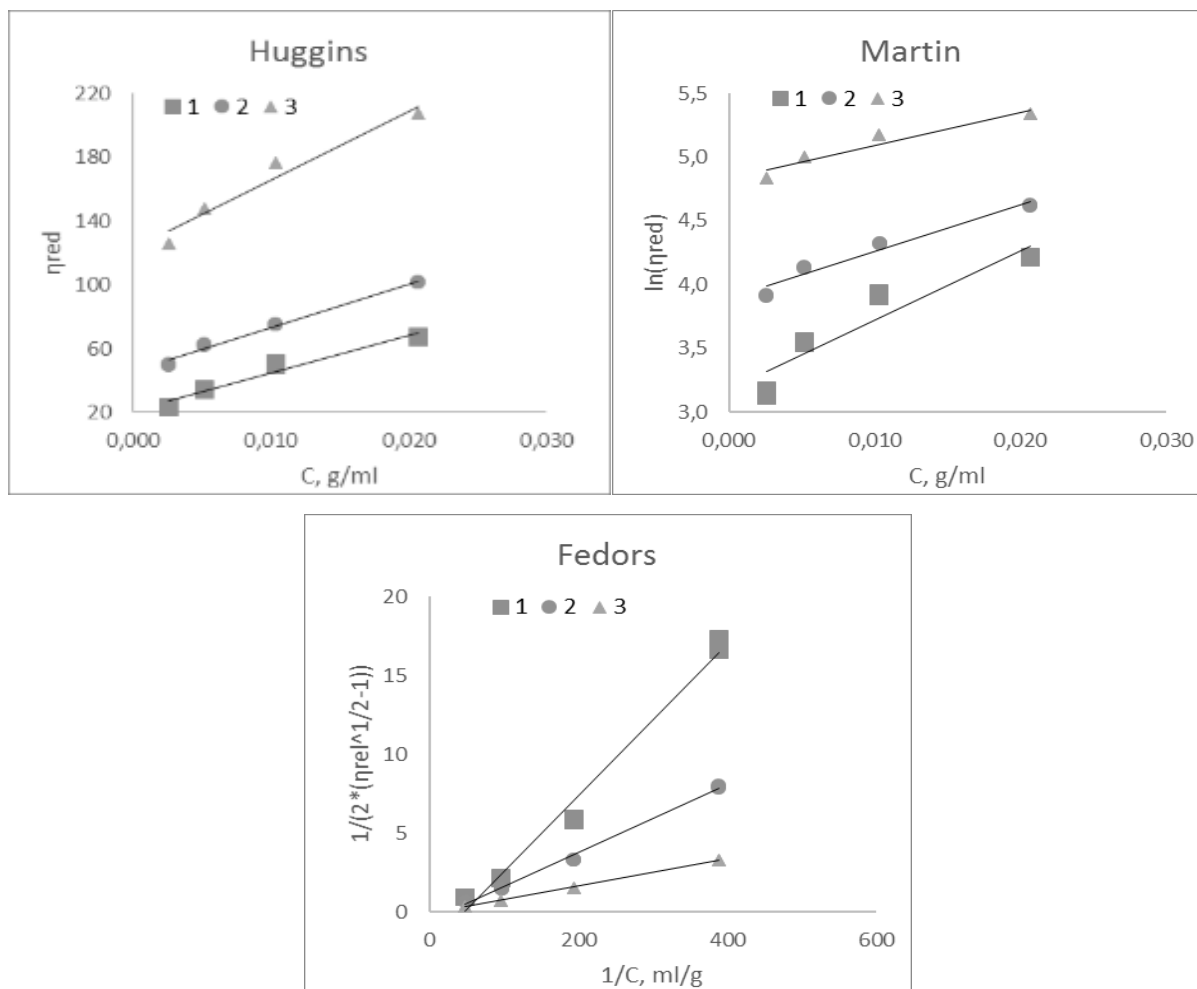 Huggins
1 2 3
220
180
140
100
60
20
ηred
0,000 0,010 0,020 0,030
C, g/ml
Martin
1 2 3
5,5
5,0
4,5
4,0
3,5
3,0
ln(ηred)
0,000 0,010 0,020 0,030
C, g/ml
Fedors
1 2 3
20
15
10
5
0
1/(2*(ηrel^1/2-1))
0 200 400 600
1/C, ml/g